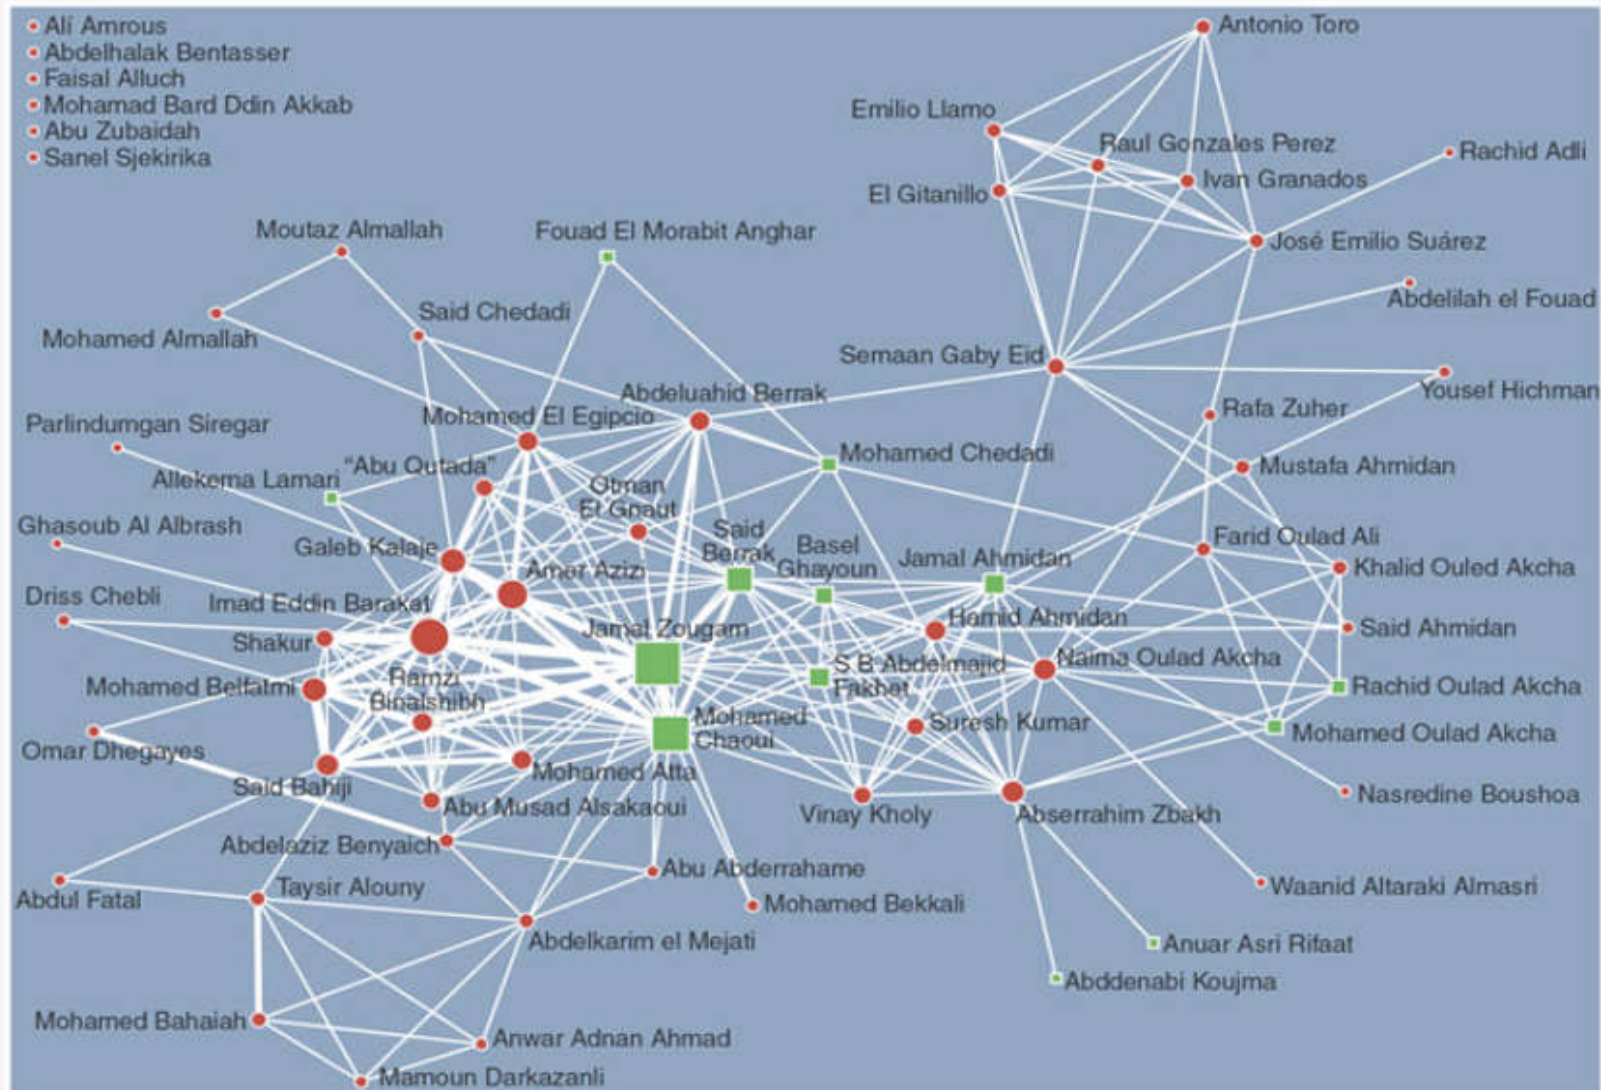 Alí Amrous
Abdelhalak Bentasser
Faisal Alluch
Mohamad Bard Ddin Akkab
Abu Zubaidah
Sanel Sjekirika
Antonio Toro
Emilio Llamo
Raul Gonzales Perez
Rachid Adli
Ivan Granados
El Gitanillo
Moutaz Almallah
Fouad El Morabit Anghar
José Emilio Suárez
Abdelilah el Fouad
Said Chedadi
Mohamed Almallah
Semaan Gaby Eid
Yousef Hichman
Abdeluahid Berrak
Mohamed El Egipcio
Rafa Zuher
Parlindumgan Siregar
Mohamed Chedadi
"Abu Outada"
Mustafa Ahmidan
Allekema Lamari
Otman
El Gnaut
Ghasoub Al Albrash
Said
Berrak
Basel
Ghayoun
Farid Oulad Ali
Galeb Kalaje
Jamal Ahmidan
Amer Azizi
Khalid Ouled Akcha
Driss Chebli
Imad Eddin Barakat
Hamid Ahmidan
Jamal Zougam
Said Ahmidan
Shakur
Naima Oulad Akcha
S B Abdelmajid
Fakhet
Mohamed Belfatmi
Ramzi
Binalshibh
Rachid Oulad Akcha
Mohamed
Chaoui
Suresh Kumar
Mohamed Oulad Akcha
Omar Dhegayes
Mohamed Atta
Said Bahiji
Nasredine Boushoa
Abu Musad Alsakaoui
Vinay Kholy
Abserrahim Zbakh
Abdelaziz Benyaich
Abu Abderrahame
Taysir Alouny
Waanid Altaraki Almasri
Abdul Fatal
Mohamed Bekkali
Abdelkarim el Mejati
Anuar Asri Rifaat
Abddenabi Koujma
Mohamed Bahaiah
Anwar Adnan Ahmad
Mamoun Darkazanli